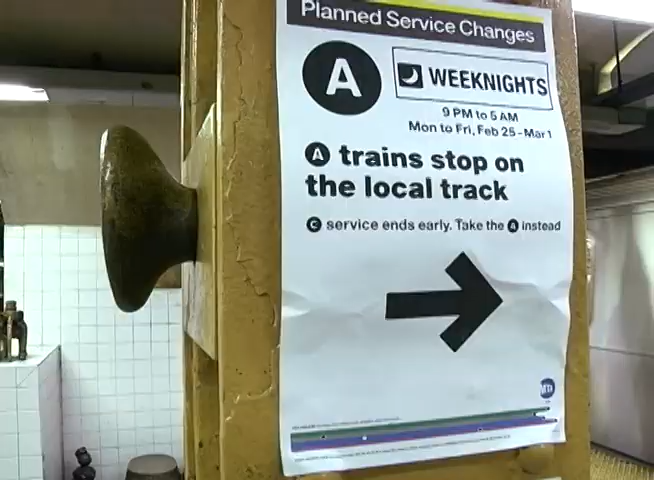 Planned Service Changes
A
WEEKNIGHTS
9 PM to 5 AM
Mon to Fri, Feb 25 - Mar 1
A trains stop on
the local track
C service ends early. Take the A instead
MTA